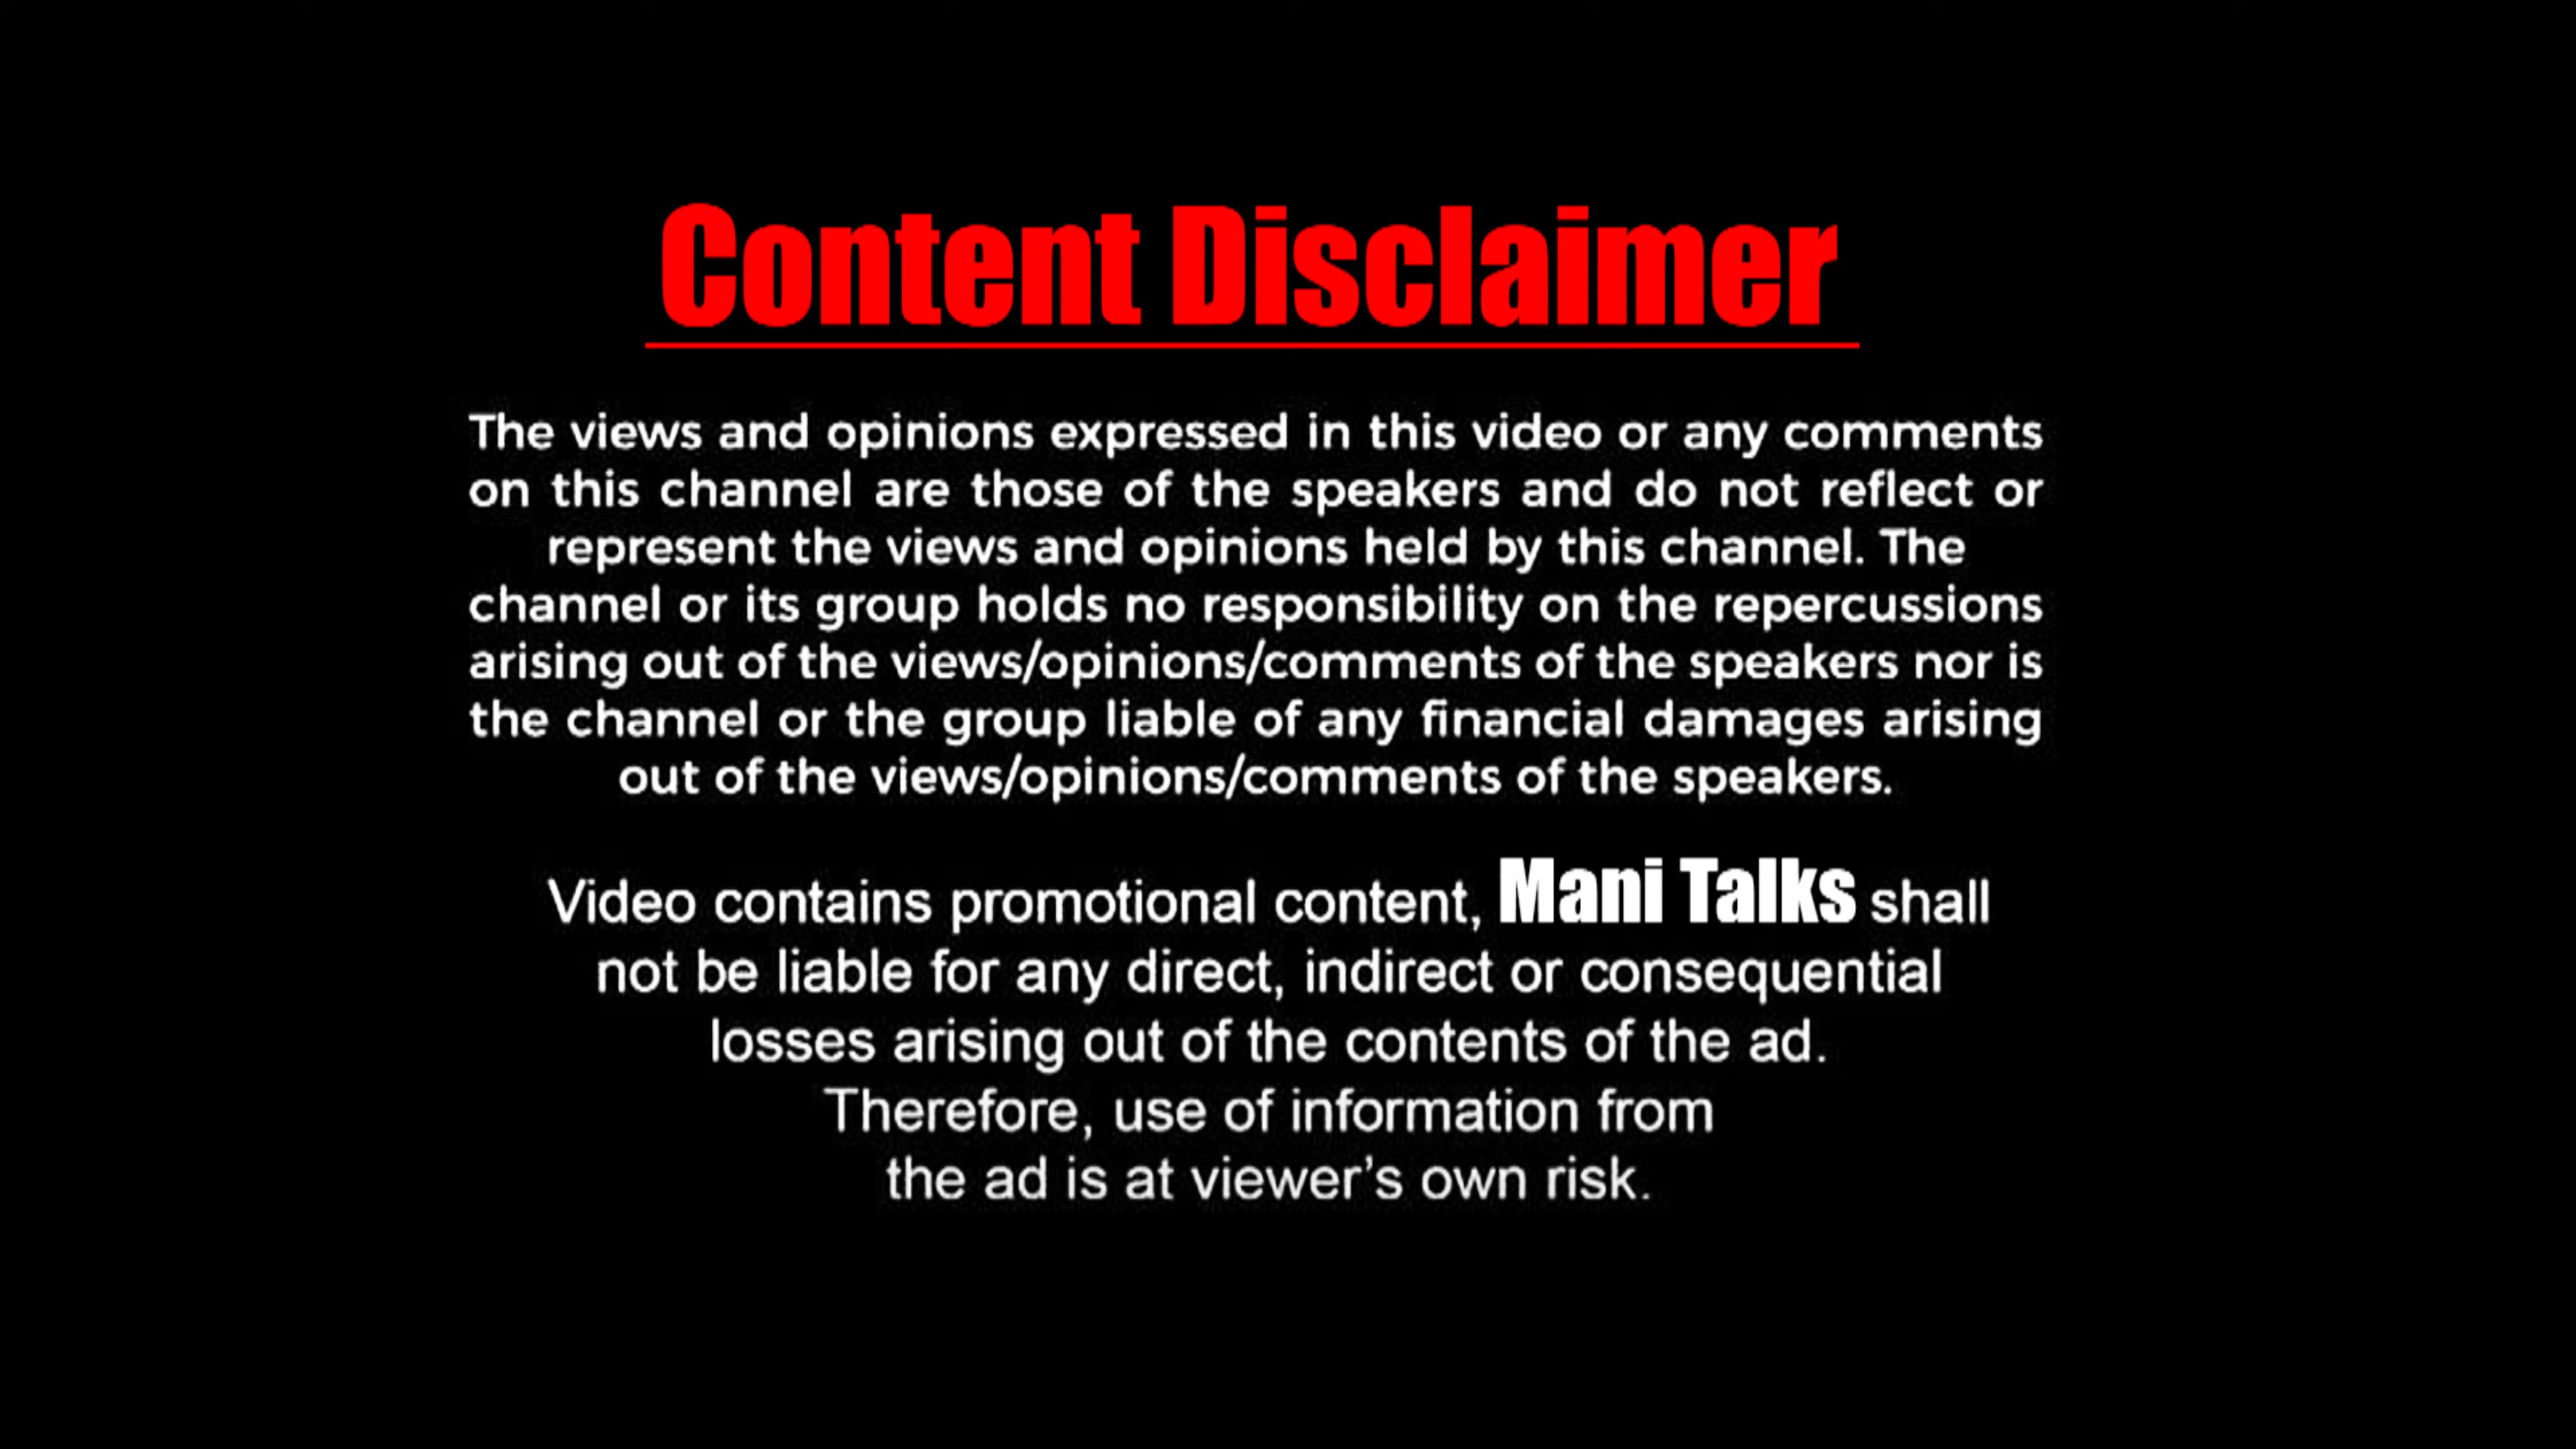 Content Disclaimer
The views and opinions expressed in this video or any comments
on this channel are those of the speakers and do not reflect or
represent the views and opinions held by this channel. The
channel or its group holds no responsibility on the repercussions
arising out of the views/opinions/comments of the speakers nor is
the channel or the group liable of any financial damages arising
out of the views/opinions/comments of the speakers.
Video contains promotional content, Mani Talks shall
not be liable for any direct, indirect or consequential
losses arising out of the contents of the ad.
Therefore, use of information from
the ad is at viewer’s own risk.